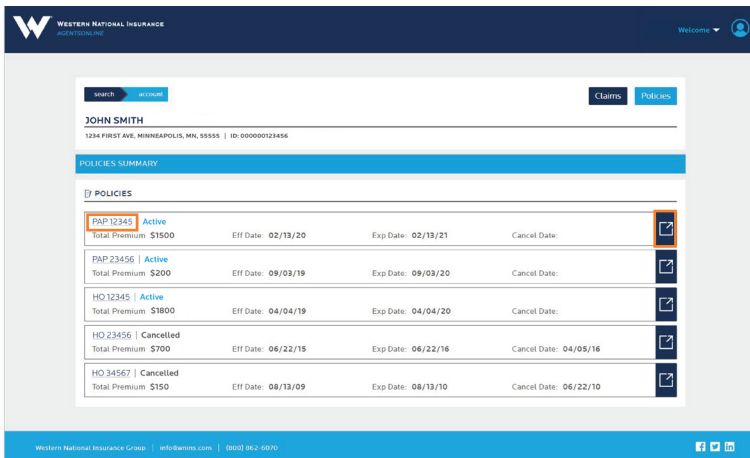 WESTERN NATIONAL INSURANCE
AGENTSONLINE
Welcome
search account
Claims Policies
JOHN SMITH
1234 FIRST AVE, MINNEAPOLIS, MN, 55555 | ID: 000000123456
POLICIES SUMMARY
POLICIES
PAP 12345 Active
Total Premium $1500 Eff Date: 02/13/20 Exp Date: 02/13/21 Cancel Date:
PAP 23456 | Active
Total Premium $200 Eff Date: 09/03/19 Exp Date: 09/03/20 Cancel Date:
HO 12345 | Active
Total Premium $1800 Eff Date: 04/04/19 Exp Date: 04/04/20 Cancel Date:
HO 23456 | Cancelled
Total Premium $700 Eff Date: 06/22/15 Exp Date: 06/22/16 Cancel Date: 04/05/16
HO 34567 | Cancelled
Total Premium $150 Eff Date: 08/13/09 Exp Date: 08/13/10 Cancel Date: 06/22/10
Western National Insurance Group | info@wnins.com | (800) 862-6070